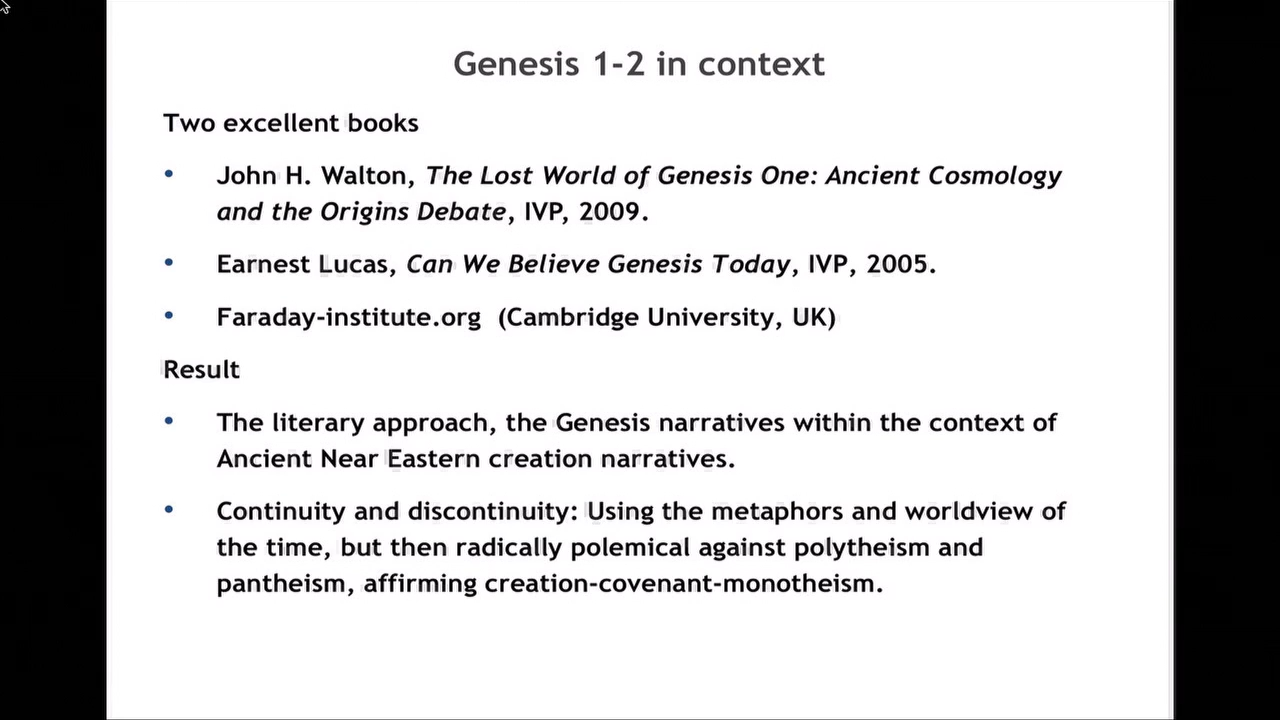 Genesis 1-2 in context
Two excellent books
• John H. Walton, The Lost World of Genesis One: Ancient Cosmology
and the Origins Debate, IVP, 2009.
• Earnest Lucas, Can We Believe Genesis Today, IVP, 2005.
• Faraday-institute.org (Cambridge University, UK)
Result
• The literary approach, the Genesis narratives within the context of
Ancient Near Eastern creation narratives.
• Continuity and discontinuity: Using the metaphors and worldview of
the time, but then radically polemical against polytheism and
pantheism, affirming creation-covenant-monotheism.